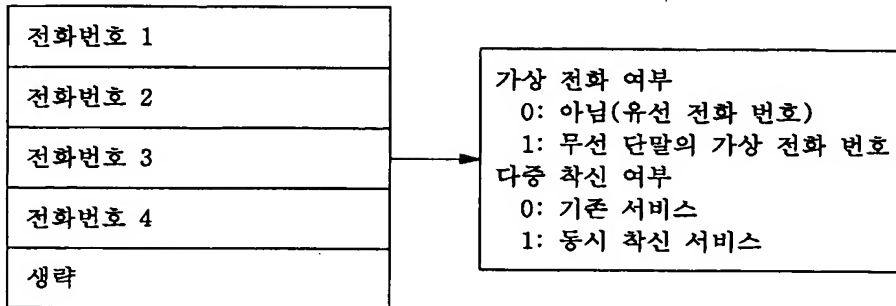 전화번호 1
전화번호 2
전화번호 3
전화번호 4
생략
가상 전화 여부
0: 아님(유선 전화 번호)
1: 무선 단말의 가상 전화 번호
다중 착신 여부
0: 기존 서비스
1: 동시 착신 서비스